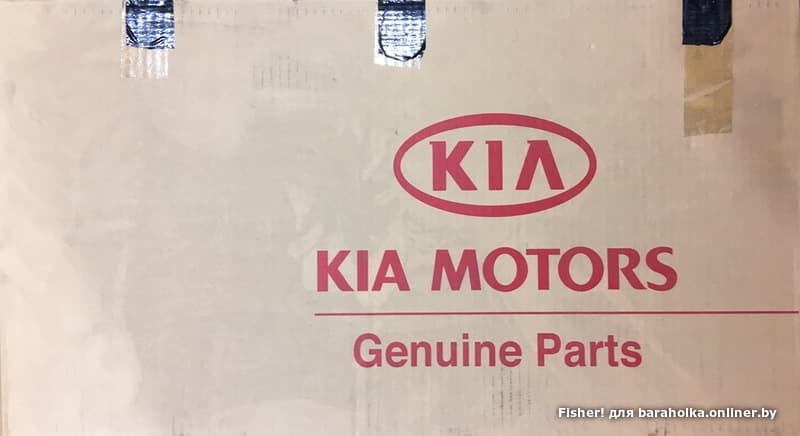 KIA
KIA MOTORS
Genuine Parts
Fisher! для baraholka.onliner.by